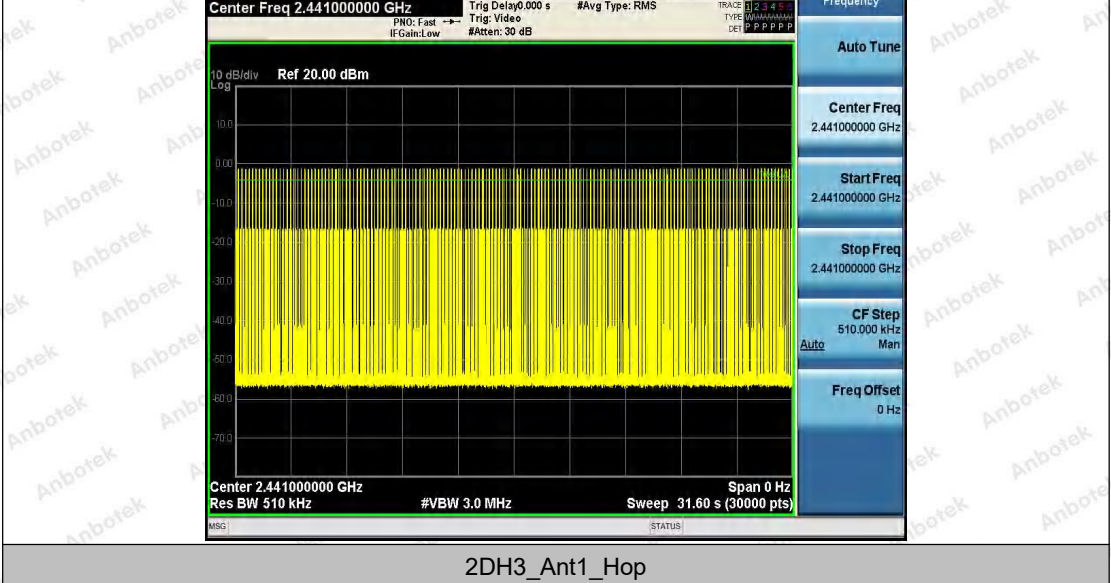 Center Freq 2.441000000 GHz
PNO: Fast
IFGain:Low
Trig Delay0.000 s
Trig: Video
#Atten: 30 dB
#Avg Type: RMS
TRACE 1 2 3 4 5 6
TYPE
DET P P P P P P
Frequency
Auto Tune
10 dB/div
Log
Ref 20.00 dBm
10.0
0.00
-10.0
-20.0
-30.0
-40.0
-50.0
-60.0
-70.0
Center Freq
2.441000000 GHz
Start Freq
2.441000000 GHz
Stop Freq
2.441000000 GHz
CF Step
510.000 kHz
Auto Man
Freq Offset
0 Hz
Center 2.441000000 GHz
Span 0 Hz
Res BW 510 kHz
#VBW 3.0 MHz
Sweep 31.60 s (30000 pts)
MSG
STATUS
2DH3_Ant1_Hop
Anbotek